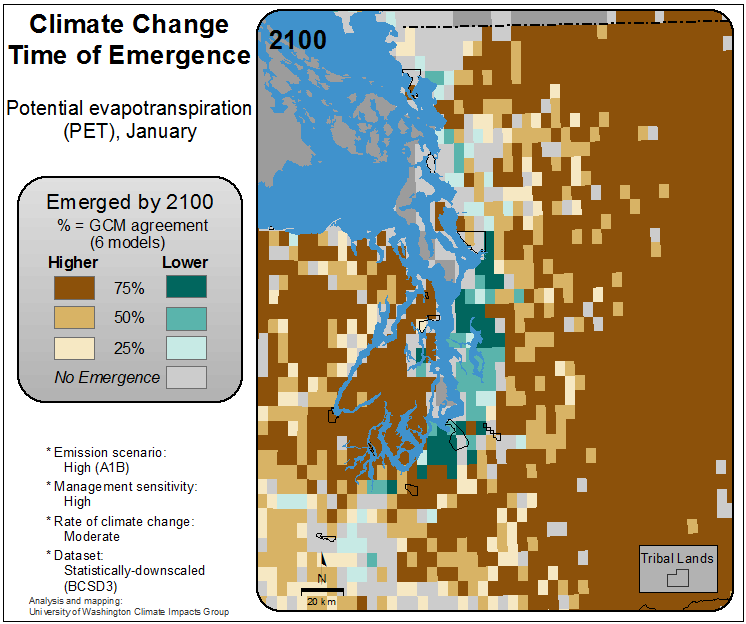 Climate Change
Time of Emergence
Potential evapotranspiration
(PET), January
Emerged by 2100
% = GCM agreement
(6 models)
Higher Lower
75%
50%
25%
No Emergence
* Emission scenario:
High (A1B)
* Management sensitivity:
High
* Rate of climate change:
Moderate
* Dataset:
Statistically-downscaled
(BCSD3)
Analysis and mapping:
University of Washington Climate Impacts Group
2100
N
20 km
Tribal Lands